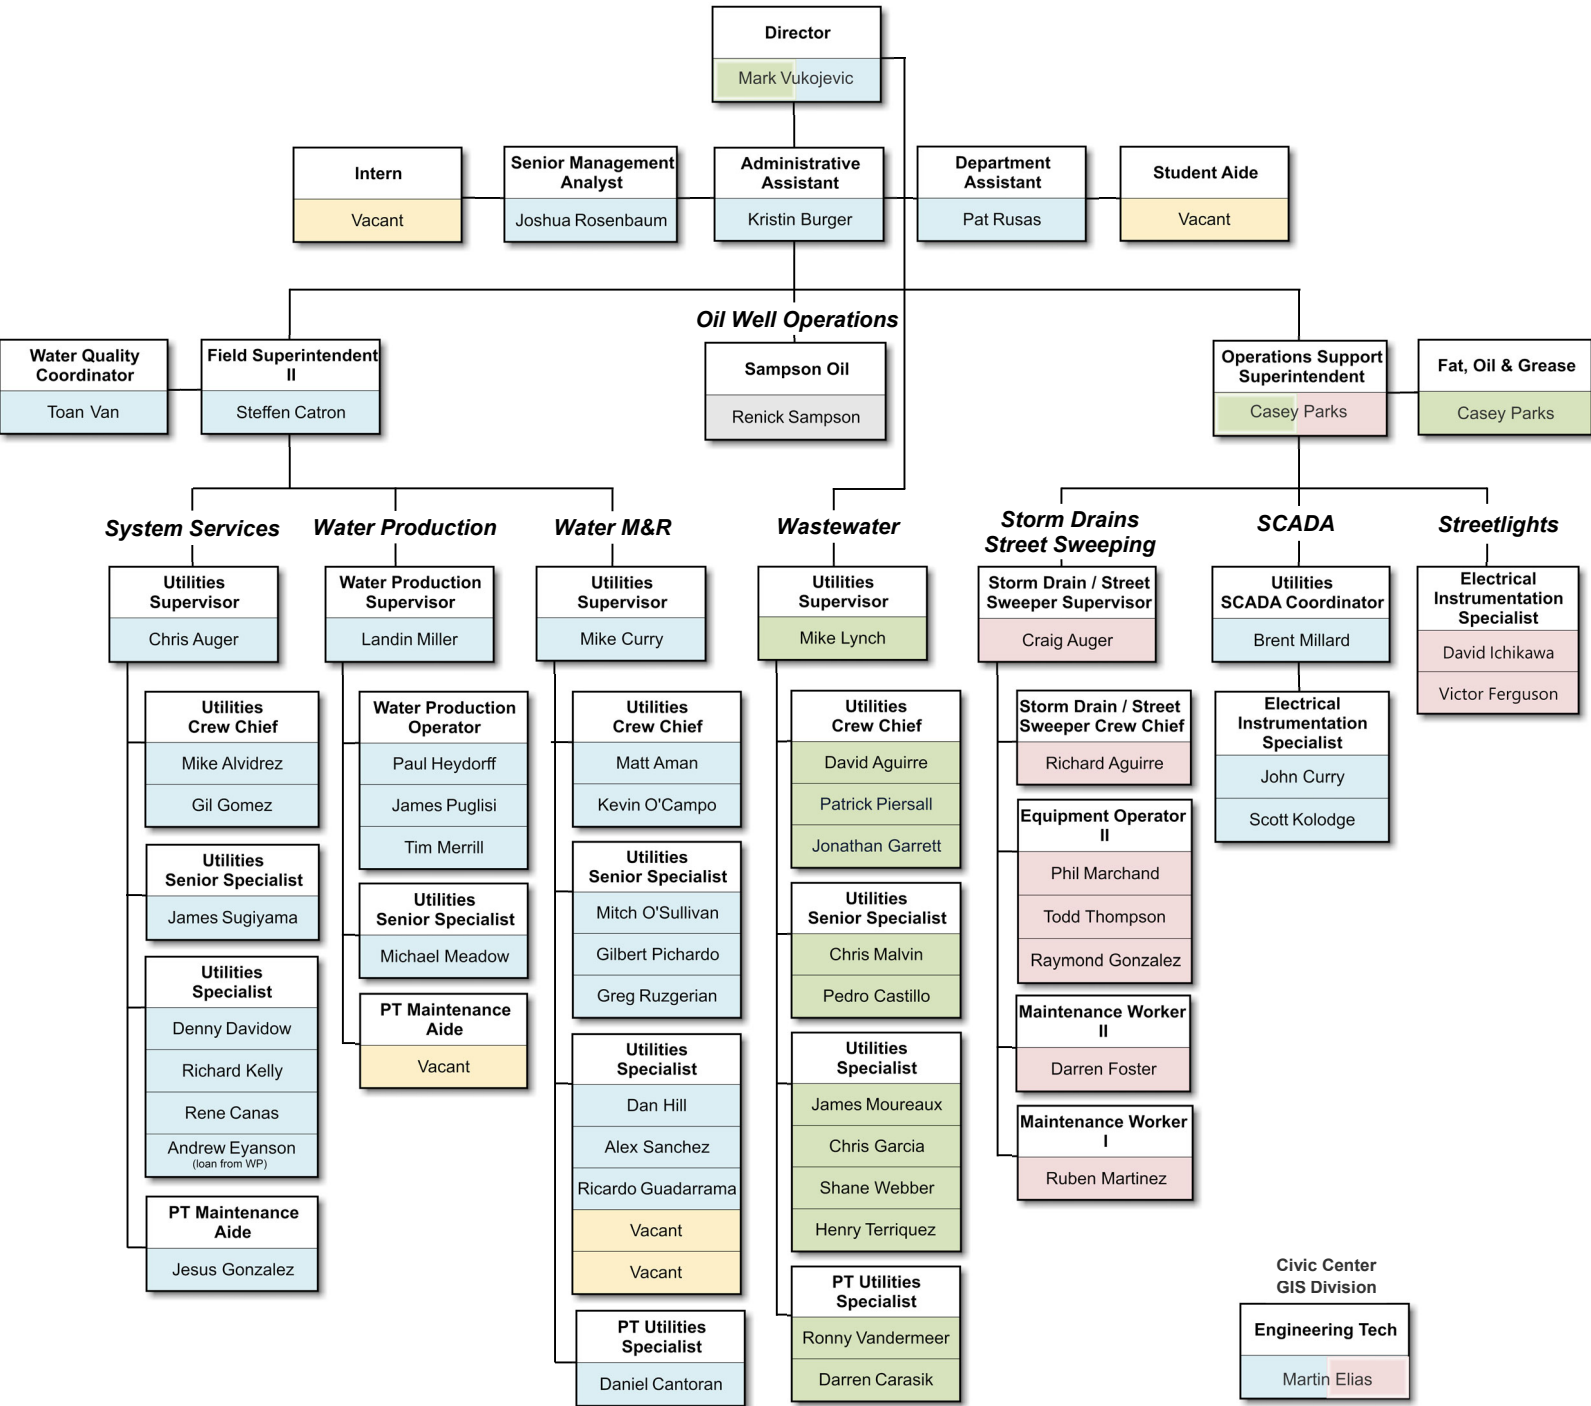 Director
Mark Vukojevic
Intern
Vacant
Senior Management
Analyst
Joshua Rosenbaum
Administrative
Assistant
Kristin Burger
Department
Assistant
Pat Rusas
Student Aide
Vacant
Water Quality
Coordinator
Toan Van
Field Superintendent
II
Steffen Catron
Oil Well Operations
Sampson Oil
Renick Sampson
Operations Support
Superintendent
Casey Parks
Fat, Oil & Grease
Casey Parks
System Services
Utilities
Supervisor
Chris Auger
Utilities
Crew Chief
Mike Alvidrez
Gil Gomez
Utilities
Senior Specialist
James Sugiyama
Utilities
Specialist
Denny Davidow
Richard Kelly
Rene Canas
Andrew Eyanson
(loan from WP)
PT Maintenance
Aide
Jesus Gonzalez
Water Production
Water Production
Supervisor
Landin Miller
Water Production
Operator
Paul Heydorff
James Puglisi
Tim Merrill
Utilities
Senior Specialist
Michael Meadow
PT Maintenance
Aide
Vacant
Water M&R
Utilities
Supervisor
Mike Curry
Utilities
Crew Chief
Matt Aman
Kevin O'Campo
Utilities
Senior Specialist
Mitch O'Sullivan
Gilbert Pichardo
Greg Ruzgerian
Utilities
Specialist
Dan Hill
Alex Sanchez
Ricardo Guadarrama
Vacant
Vacant
PT Utilities
Specialist
Daniel Cantoran
Wastewater
Utilities
Supervisor
Mike Lynch
Utilities
Crew Chief
David Aguirre
Patrick Piersall
Jonathan Garrett
Utilities
Senior Specialist
Chris Malvin
Pedro Castillo
Utilities
Specialist
James Moureaux
Chris Garcia
Shane Webber
Henry Terriquez
PT Utilities
Specialist
Ronny Vandermeer
Darren Carasik
Storm Drains
Street Sweeping
Storm Drain / Street
Sweeper Supervisor
Craig Auger
Storm Drain / Street
Sweeper Crew Chief
Richard Aguirre
Equipment Operator
II
Phil Marchand
Todd Thompson
Raymond Gonzalez
Maintenance Worker
II
Darren Foster
Maintenance Worker
I
Ruben Martinez
SCADA
Utilities
SCADA Coordinator
Brent Millard
Electrical
Instrumentation
Specialist
John Curry
Scott Kolodge
Streetlights
Electrical
Instrumentation
Specialist
David Ichikawa
Victor Ferguson
Civic Center
GIS Division
Engineering Tech
Martin Elias